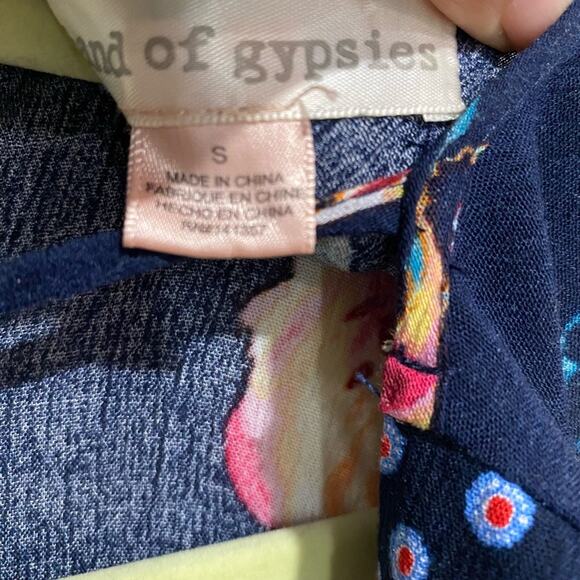 and of gypsies
S
MADE IN CHINA
FABRIQUE EN CHINE
HECHO EN CHINA